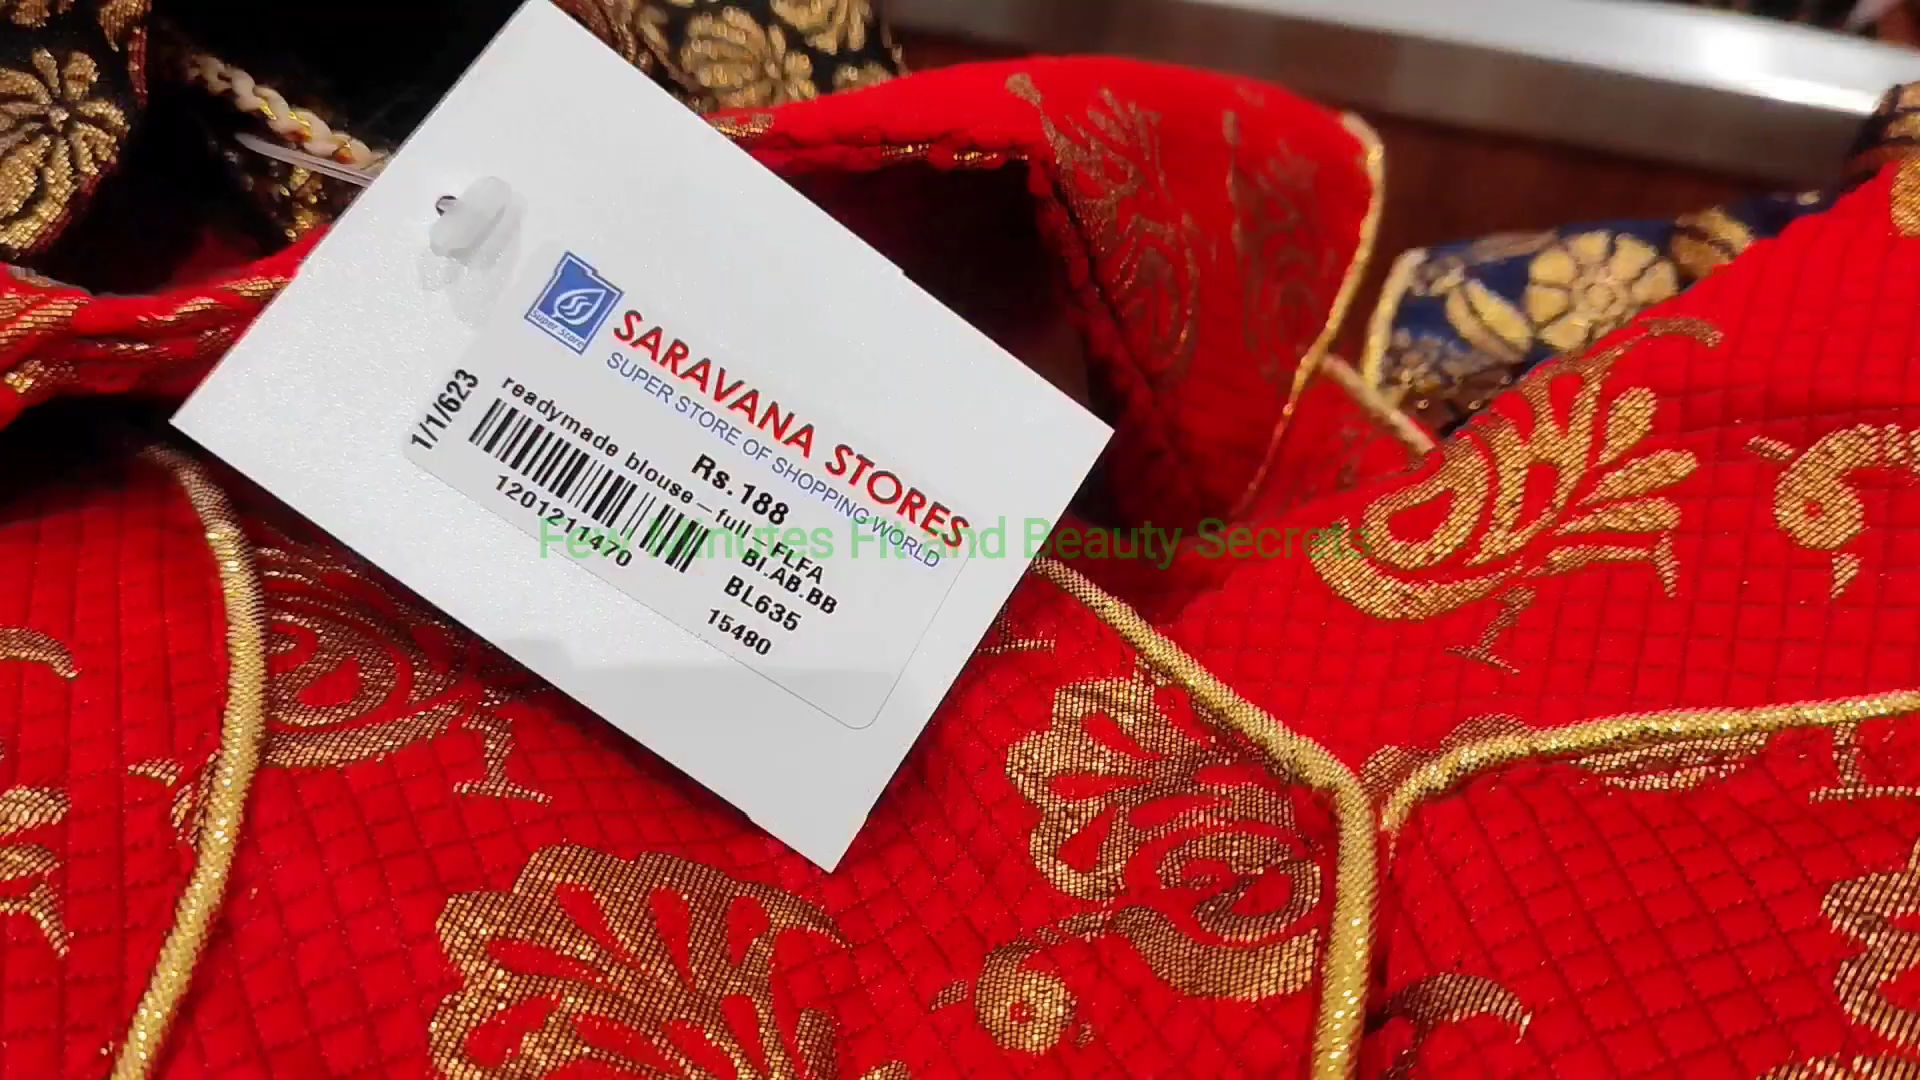 Super Store
SARAVANA STORES
SUPER STORE OF SHOPPING WORLD
1/1/623
Rs.188
readymade blouse-full-FLFA
BI.AB.BB
1201211470
BL635
15480
Few Minutes Fit and Beauty Secrets